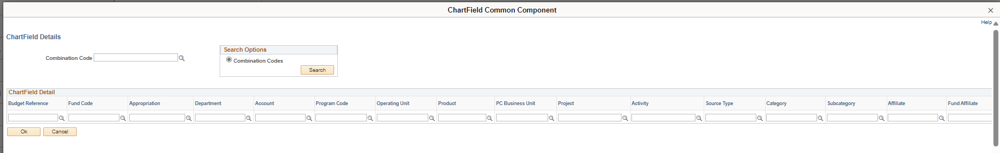 ChartField Common Component
Help
ChartField Details
Search Options
Combination Code
Combination Codes
Search
ChartField Detail
Budget Reference Fund Code Appropriation Department Account Program Code Operating Unit Product PC Business Unit Project Activity Source Type Category Subcategory Affiliate Fund Affiliate
Ok Cancel